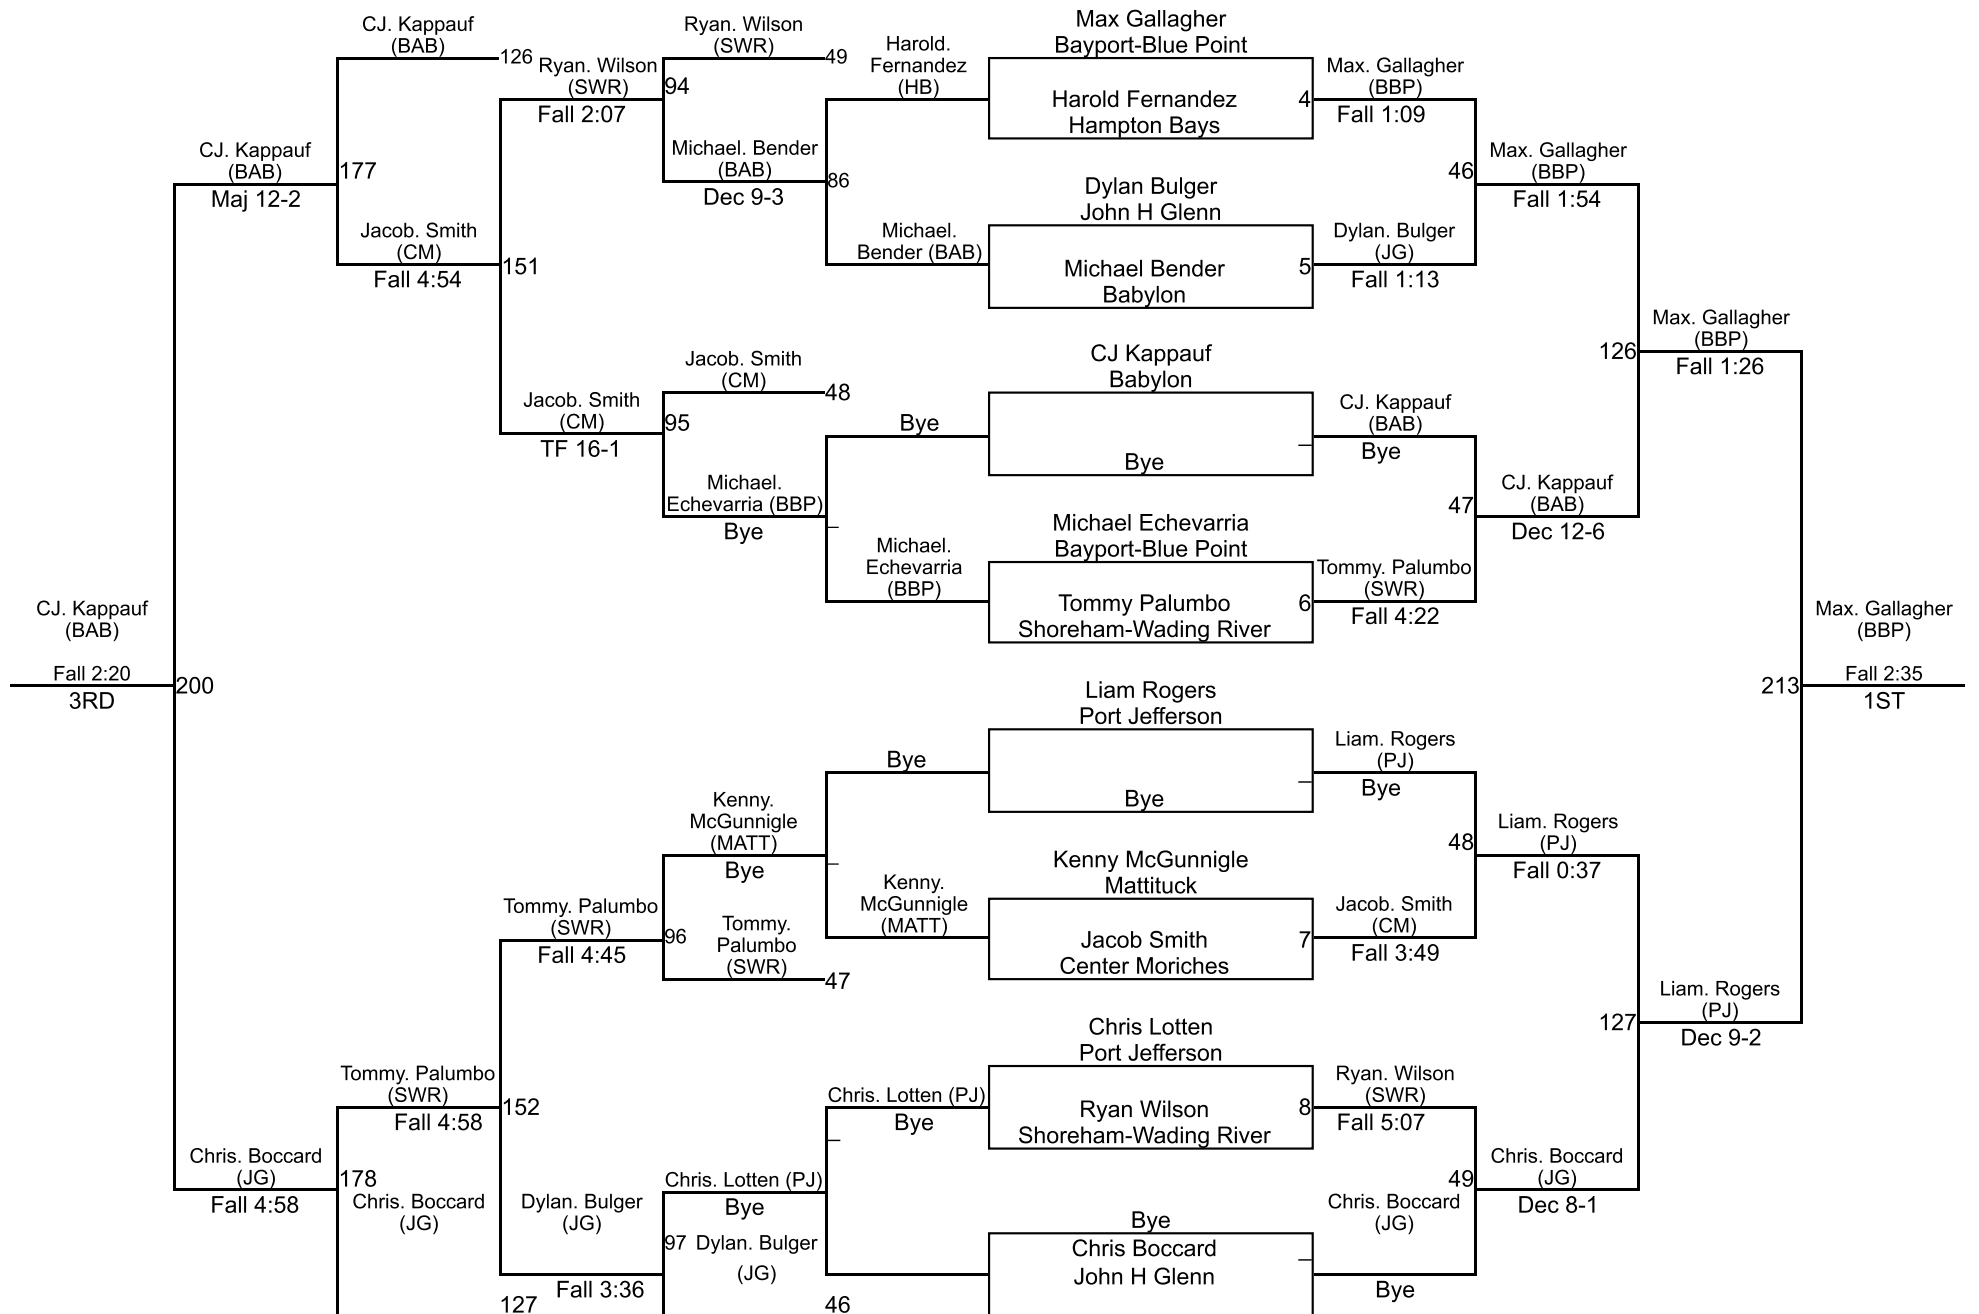 CJ. Kappauf
(BAB)
126
Ryan. Wilson
(SWR)
Fall 2:07
94
Ryan. Wilson
(SWR)
49
Harold.
Fernandez
(HB)
Max Gallagher
Bayport-Blue Point
Harold Fernandez
Hampton Bays
4
Max. Gallagher
(BBP)
Fall 1:09
CJ. Kappauf
(BAB)
Maj 12-2
177
Michael. Bender
(BAB)
Dec 9-3
86
46
Max. Gallagher
(BBP)
Fall 1:54
Dylan Bulger
John H Glenn
Jacob. Smith
(CM)
Fall 4:54
151
Michael.
Bender (BAB)
Michael Bender
Babylon
5
Dylan. Bulger
(JG)
Fall 1:13
126
Max. Gallagher
(BBP)
Fall 1:26
Jacob. Smith
(CM)
48
CJ Kappauf
Babylon
Jacob. Smith
(CM)
TF 16-1
95
Bye
Bye
CJ. Kappauf
(BAB)
Bye
Michael.
Echevarria (BBP)
Bye
47
CJ. Kappauf
(BAB)
Dec 12-6
Michael Echevarria
Bayport-Blue Point
Michael.
Echevarria
(BBP)
Tommy Palumbo
Shoreham-Wading River
6
Tommy. Palumbo
(SWR)
Fall 4:22
CJ. Kappauf
(BAB)
Fall 2:20
3RD
200
213
Max. Gallagher
(BBP)
Fall 2:35
1ST
Liam Rogers
Port Jefferson
Bye
Bye
Liam. Rogers
(PJ)
Bye
Kenny.
McGunnigle
(MATT)
Bye
48
Liam. Rogers
(PJ)
Fall 0:37
Kenny McGunnigle
Mattituck
Tommy. Palumbo
(SWR)
Fall 4:45
96
Tommy.
Palumbo
(SWR)
47
Kenny.
McGunnigle
(MATT)
Jacob Smith
Center Moriches
7
Jacob. Smith
(CM)
Fall 3:49
127
Liam. Rogers
(PJ)
Dec 9-2
Chris Lotten
Port Jefferson
Tommy. Palumbo
(SWR)
Fall 4:58
152
Chris. Lotten (PJ)
Bye
Ryan Wilson
Shoreham-Wading River
8
Ryan. Wilson
(SWR)
Fall 5:07
Chris. Boccard
(JG)
Fall 4:58
178
Chris. Boccard
(JG)
Dylan. Bulger
(JG)
Fall 3:36
127
Chris. Lotten (PJ)
Bye
97
Dylan. Bulger
(JG)
46
Bye
Chris Boccard
John H Glenn
Chris. Boccard
(JG)
Bye
49
Chris. Boccard
(JG)
Dec 8-1